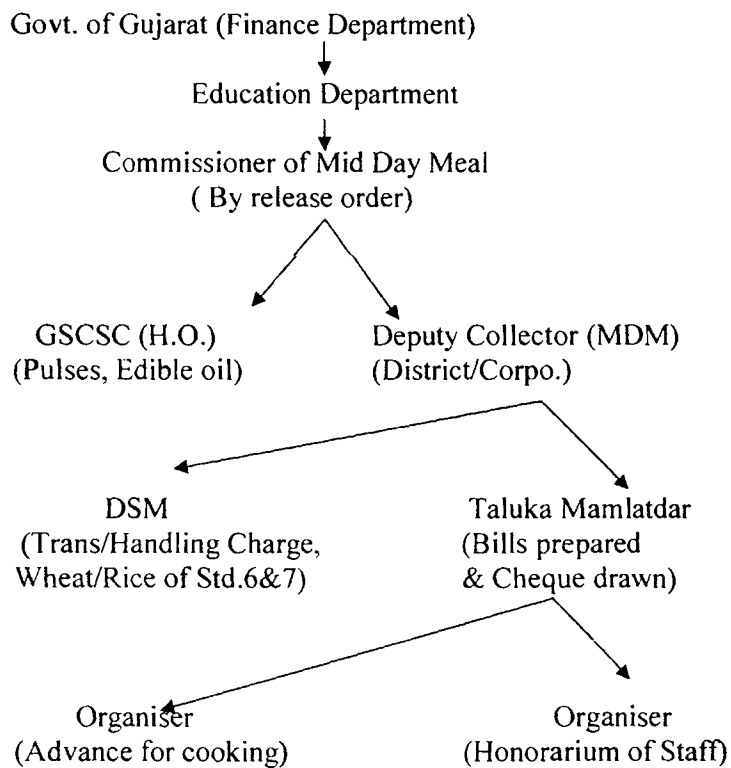 Govt. of Gujarat (Finance Department)
Education Department
Commissioner of Mid Day Meal
( By release order)
GSCSC (H.O.)
(Pulses, Edible oil)
Deputy Collector (MDM)
(District/Corpo.)
DSM
(Trans/Handling Charge,
Wheat/Rice of Std.6&7)
Taluka Mamlatdar
(Bills prepared
& Cheque drawn)
Organiser
(Advance for cooking)
Organiser
(Honorarium of Staff)